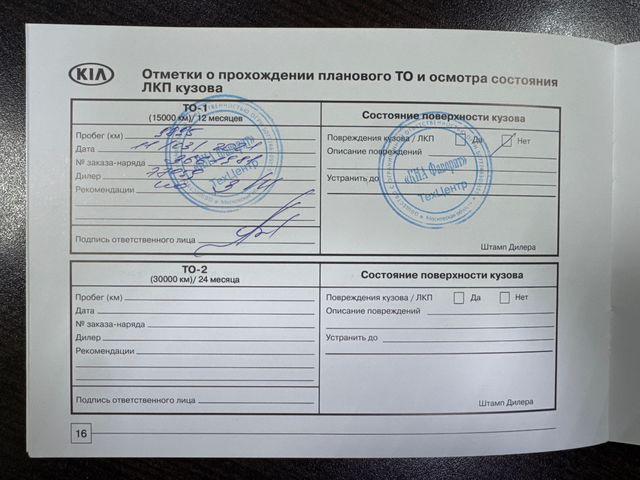 KIA
Отметки о прохождении планового ТО и осмотра состояния
ЛКП кузова
ТО-1
(15000 км)/ 12 месяцев
Пробег (км)
Дата
№ заказа-наряда
Дилер
Рекомендации
Подпись ответственного лица
Состояние поверхности кузова
Повреждения кузова / ЛКП Да Нет
Описание повреждений
Устранить до
«КИА Фаворит»
ТехЦентр
Штамп Дилера
ТО-2
(30000 км)/ 24 месяца
Пробег (км)
Дата
№ заказа-наряда
Дилер
Рекомендации
Подпись ответственного лица
Состояние поверхности кузова
Повреждения кузова / ЛКП Да Нет
Описание повреждений
Устранить до
Штамп Дилера
16